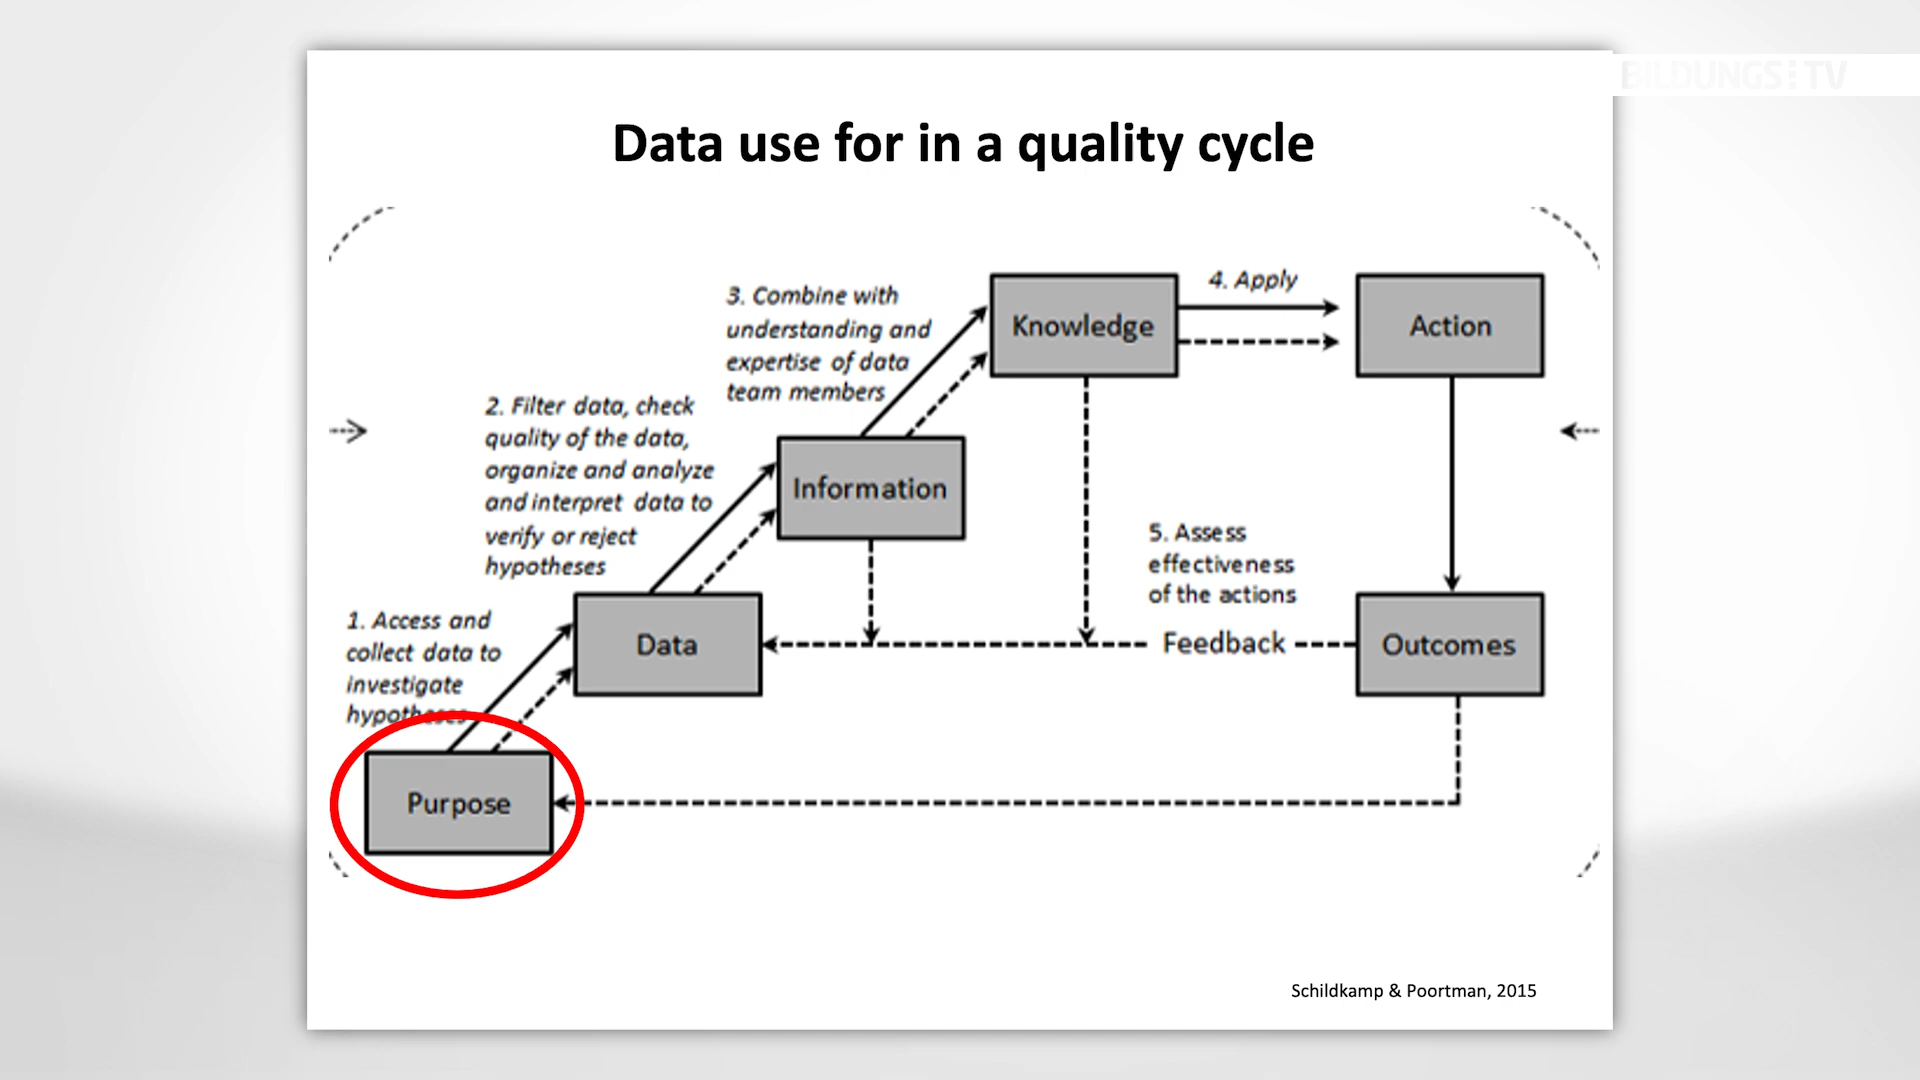 BILDUNGS TV
Data use for in a quality cycle
3. Combine with
understanding and
expertise of data
team members
Knowledge
4. Apply
Action
2. Filter data, check
quality of the data,
organize and analyze
and interpret data to
verify or reject
hypotheses
Information
5. Assess
effectiveness
of the actions
1. Access and
collect data to
investigate
hypotheses
Data
Feedback
Outcomes
Purpose
Schildkamp & Poortman, 2015